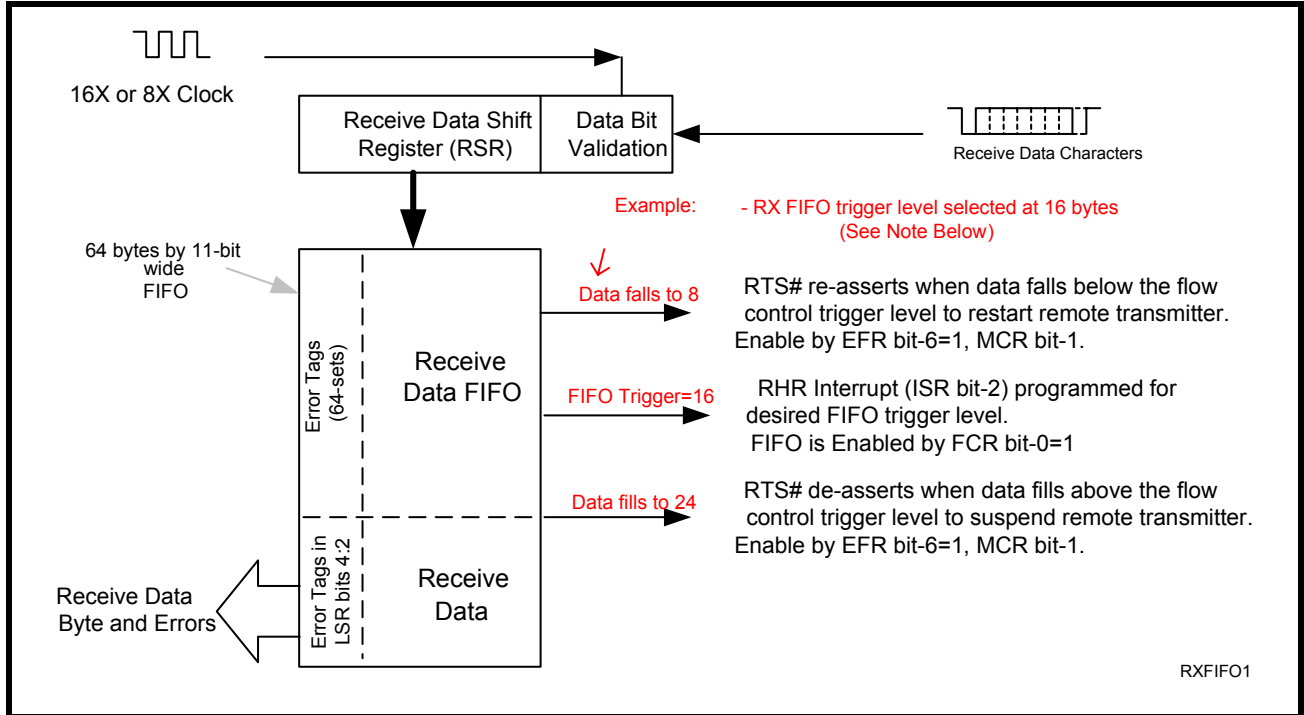 16X or 8X Clock
Receive Data Shift
Register (RSR)
Data Bit
Validation
Receive Data Characters
Example:
- RX FIFO trigger level selected at 16 bytes
(See Note Below)
64 bytes by 11-bit
wide
FIFO
Error Tags
(64-sets)
Receive
Data FIFO
Data falls to 8
RTS# re-asserts when data falls below the flow
control trigger level to restart remote transmitter.
Enable by EFR bit-6=1, MCR bit-1.
FIFO Trigger=16
RHR Interrupt (ISR bit-2) programmed for
desired FIFO trigger level.
FIFO is Enabled by FCR bit-0=1
Data fills to 24
RTS# de-asserts when data fills above the flow
control trigger level to suspend remote transmitter.
Enable by EFR bit-6=1, MCR bit-1.
Error Tags in
LSR bits 4:2
Receive
Data
Receive Data
Byte and Errors
RXFIFO1